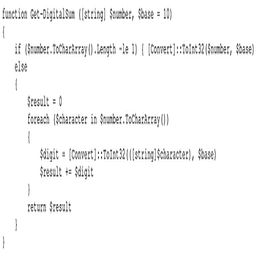 function Get-DigitalSum ([string] $number, $base = 10)
{
if ($number.ToCharArray().Length -le 1) { [Convert]::ToInt32($number, $base) }
else
{
$result = 0
foreach ($character in $number.ToCharArray())
{
$digit = [Convert]::ToInt32(([string]$character), $base)
$result += $digit
}
return $result
}
}